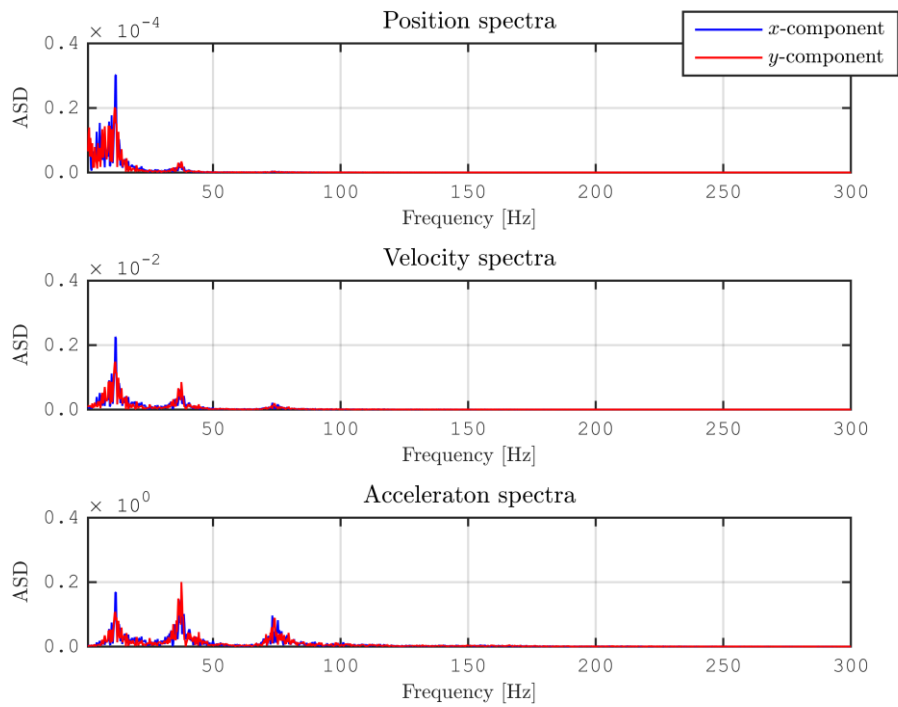 Position spectra
× 10⁻⁴
x-component
y-component
0.4
0.2
0.0
ASD
50 100 150 200 250 300
Frequency [Hz]
Velocity spectra
× 10⁻²
0.4
0.2
0.0
ASD
50 100 150 200 250 300
Frequency [Hz]
Acceleraton spectra
× 10⁰
0.4
0.2
0.0
ASD
50 100 150 200 250 300
Frequency [Hz]